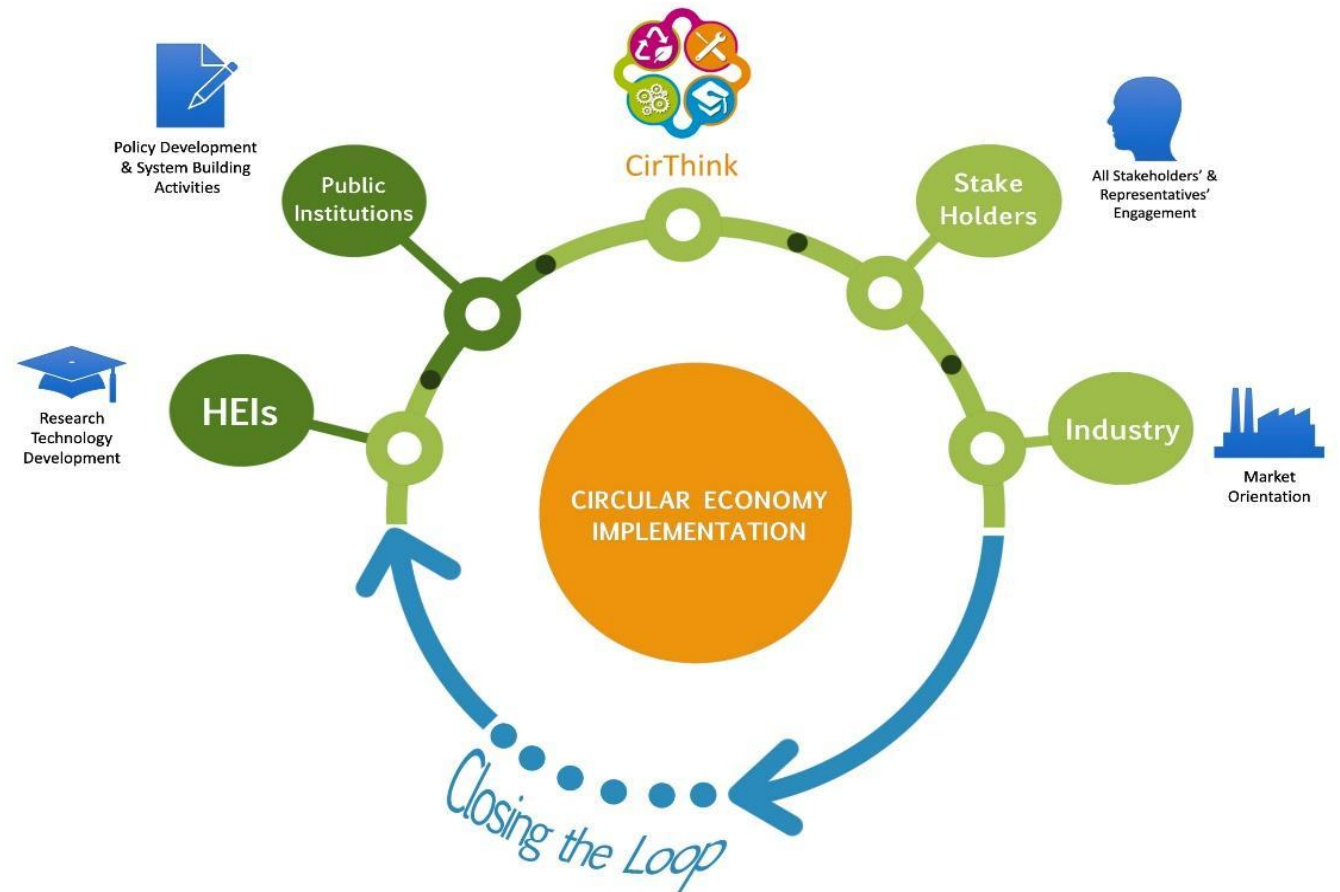 CirThink
Policy Development
& System Building
Activities
Public
Institutions
Stake
Holders
All Stakeholders' &
Representatives'
Engagement
HEIs
Research
Technology
Development
Industry
Market
Orientation
CIRCULAR ECONOMY
IMPLEMENTATION
Closing the Loop